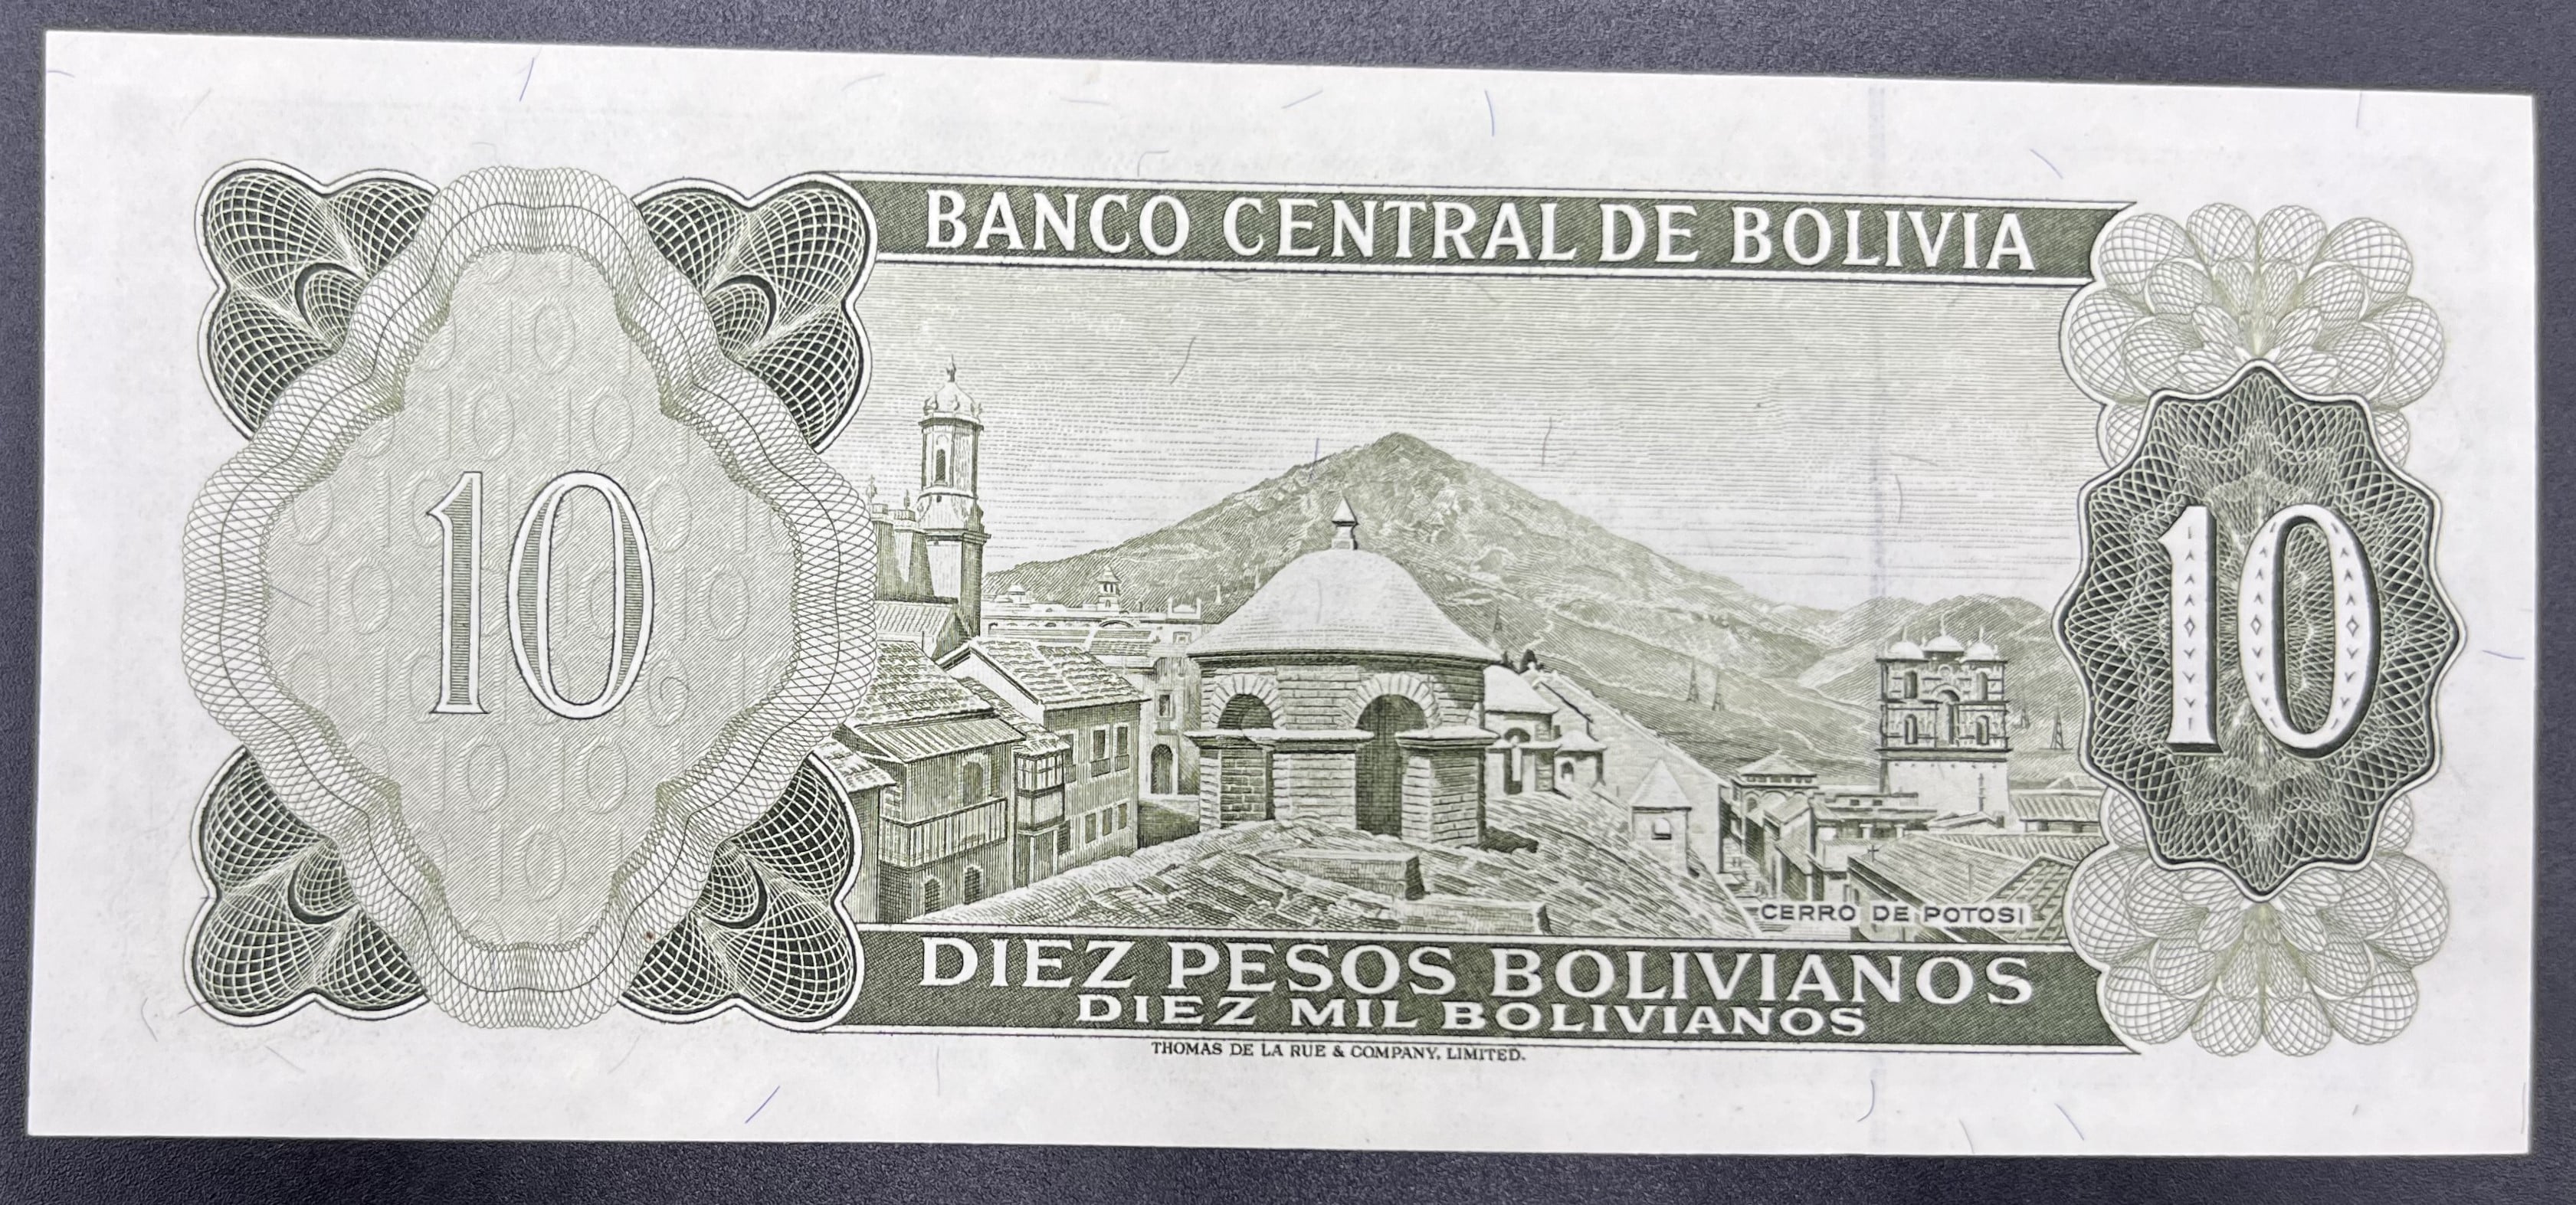 BANCO CENTRAL DE BOLIVIA
10
10
CERRO DE POTOSI
DIEZ PESOS BOLIVIANOS
DIEZ MIL BOLIVIANOS
THOMAS DE LA RUE & COMPANY, LIMITED.